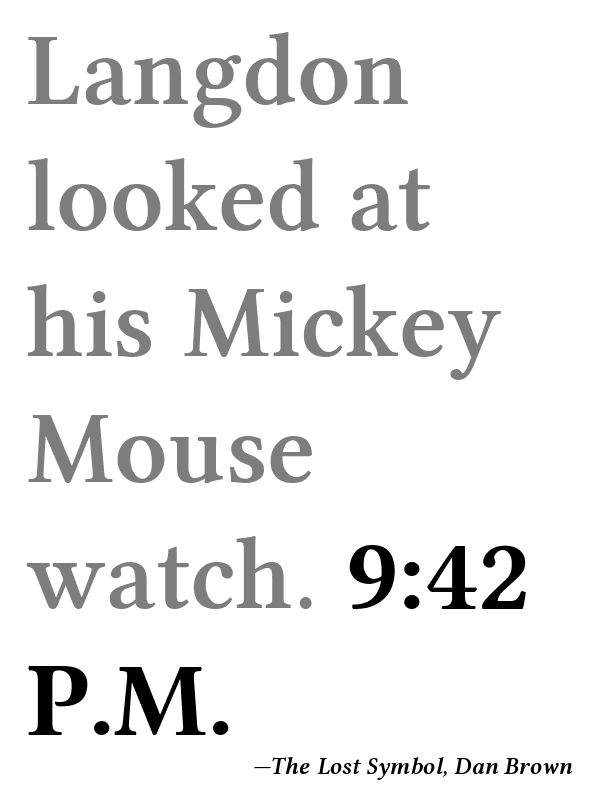 Langdon
looked at
his Mickey
Mouse
watch. 9:42
P.M.
—The Lost Symbol, Dan Brown